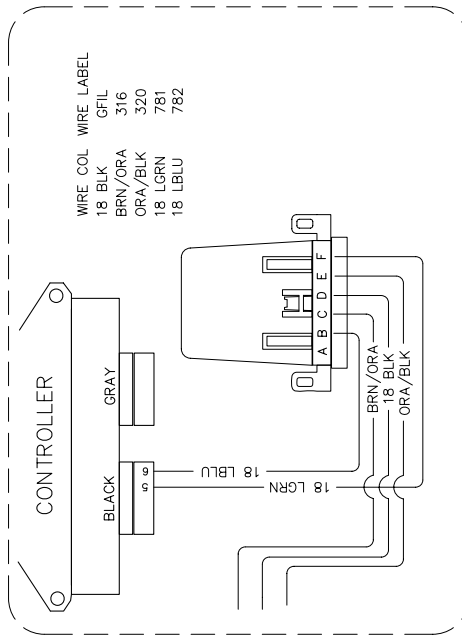 WIRE COL WIRE LABEL
18 BLK GFIL
BRN/ORA 316
ORA/BLK 320
18 LGRN 781
18 LBLU 782
CONTROLLER
BLACK
GRAY
5 6
A B C D E F
18 LBLU
18 LGRN
BRN/ORA
18 BLK
ORA/BLK